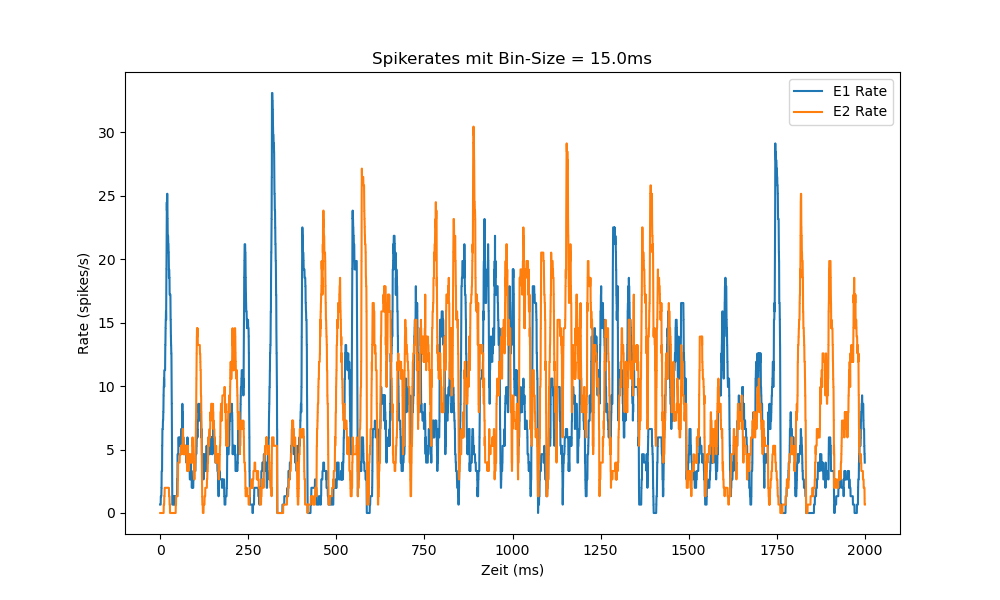 Spikerates mit Bin-Size = 15.0ms
E1 Rate
E2 Rate
Rate (spikes/s)
30
25
20
15
10
5
0
0 250 500 750 1000 1250 1500 1750 2000
Zeit (ms)